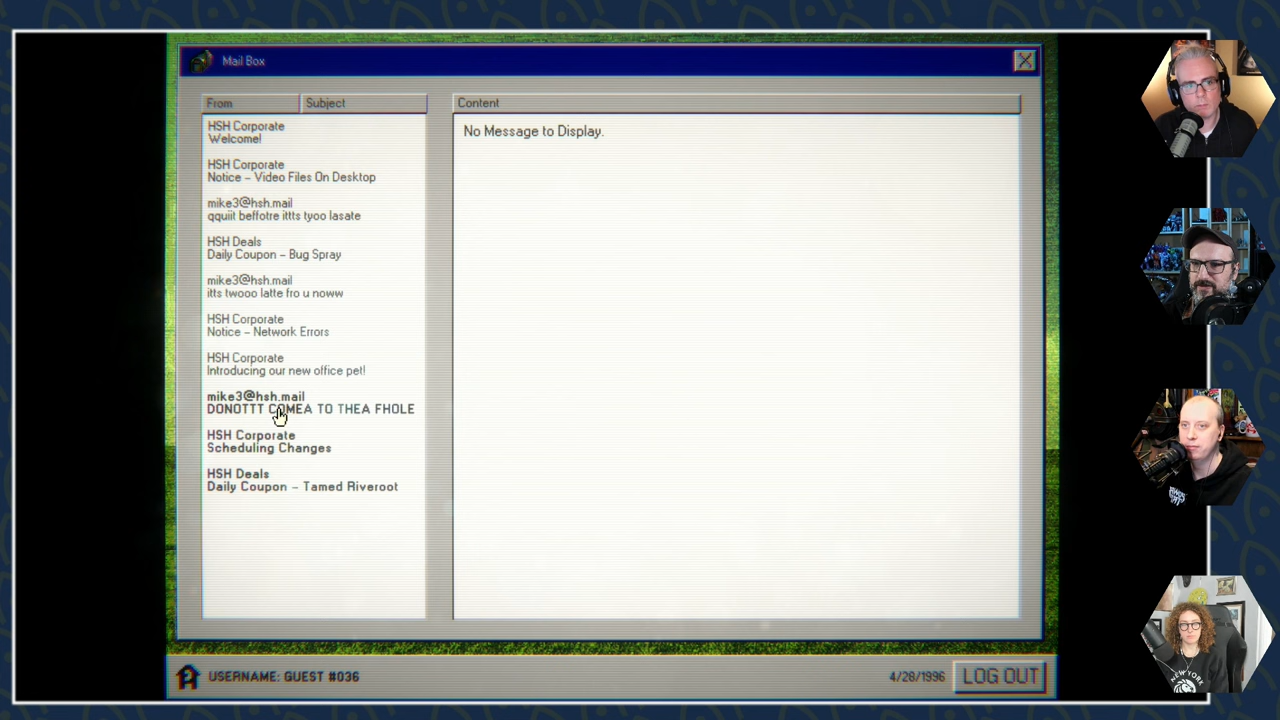 Mail Box
From Subject Content
HSH Corporate
Welcome!
HSH Corporate
Notice - Video Files On Desktop
mike3@hsh.mail
qquiit beffotre ittts tyoo lasate
HSH Deals
Daily Coupon - Bug Spray
mike3@hsh.mail
itts twooo latte fro u noww
HSH Corporate
Notice - Network Errors
HSH Corporate
Introducing our new office pet!
mike3@hsh.mail
DONOTTT COMEA TO THEA FHOLE
HSH Corporate
Scheduling Changes
HSH Deals
Daily Coupon - Tamed Riveroot
No Message to Display.
USERNAME: GUEST #036
4/28/1996
LOG OUT
NEW YORK